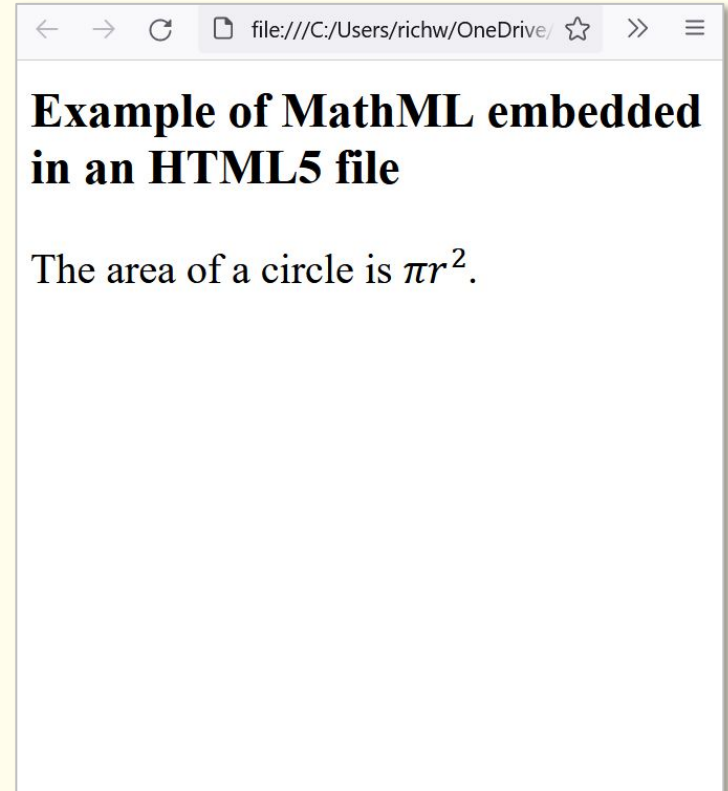 file:///C:/Users/richw/OneDrive/
Example of MathML embedded
in an HTML5 file
The area of a circle is 𝜋𝑟².